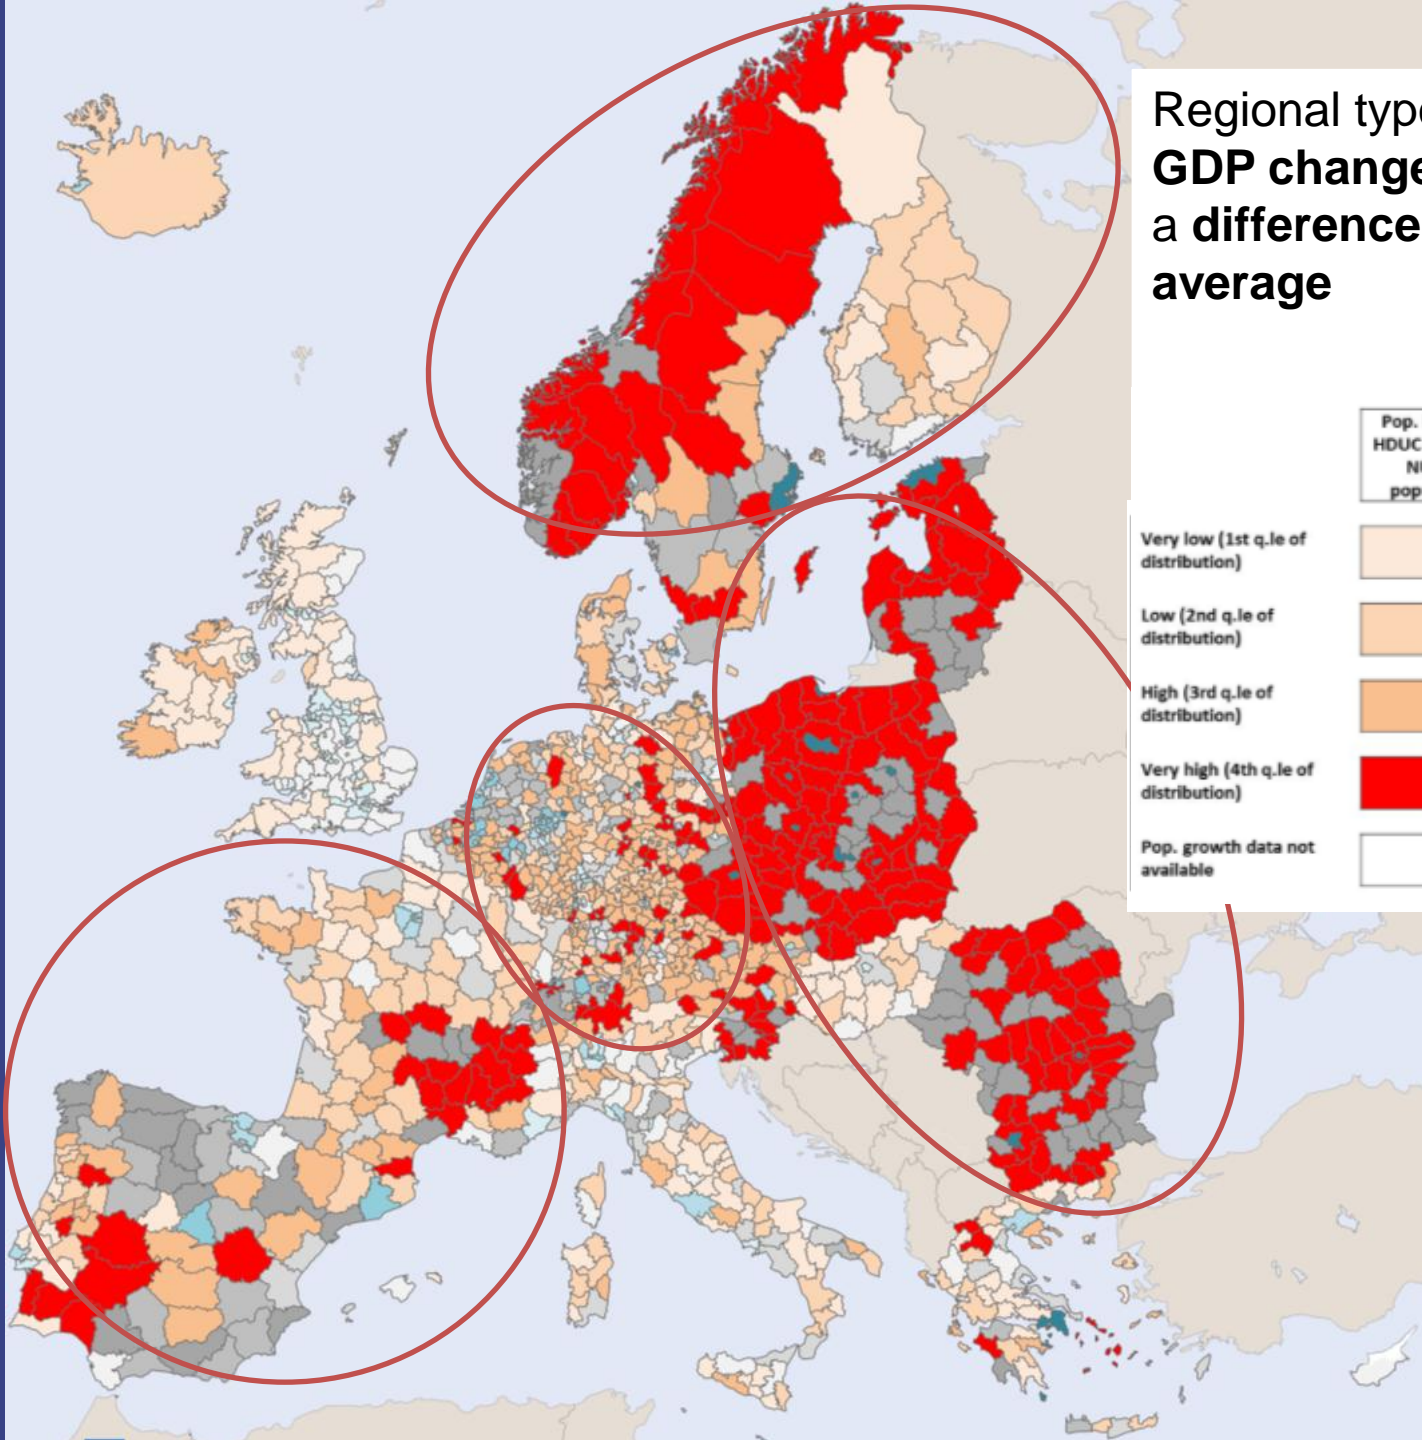 Regional type
GDP change
a difference
average
Pop.
HDUC
popu
Very low (1st q.le of
distribution)
Low (2nd q.le of
distribution)
High (3rd q.le of
distribution)
Very high (4th q.le of
distribution)
Pop. growth data not
available